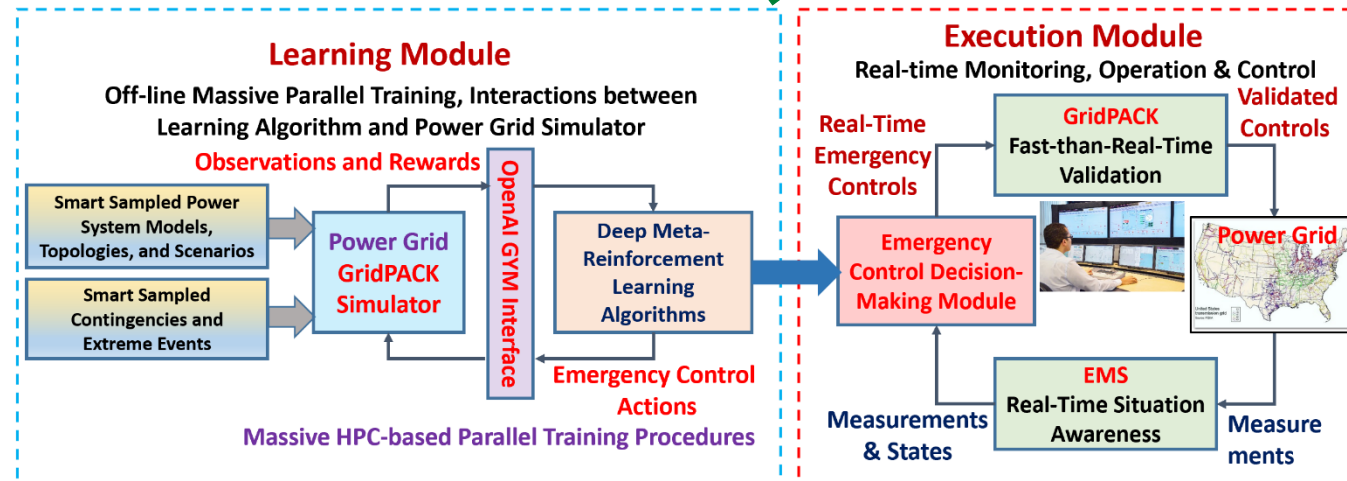 Learning Module
Off-line Massive Parallel Training, Interactions between
Learning Algorithm and Power Grid Simulator
Observations and Rewards
Smart Sampled Power
System Models,
Topologies, and Scenarios
Smart Sampled
Contingencies and
Extreme Events
Power Grid
GridPACK
Simulator
OpenAI GYM Interface
Deep Meta-
Reinforcement
Learning
Algorithms
Emergency Control
Actions
Massive HPC-based Parallel Training Procedures
Execution Module
Real-time Monitoring, Operation & Control
Real-Time
Emergency
Controls
GridPACK
Fast-than-Real-Time
Validation
Validated
Controls
Emergency
Control Decision-
Making Module
Power Grid
United States
transmission grid
EMS
Real-Time Situation
Awareness
Measurements
& States
Measure
ments